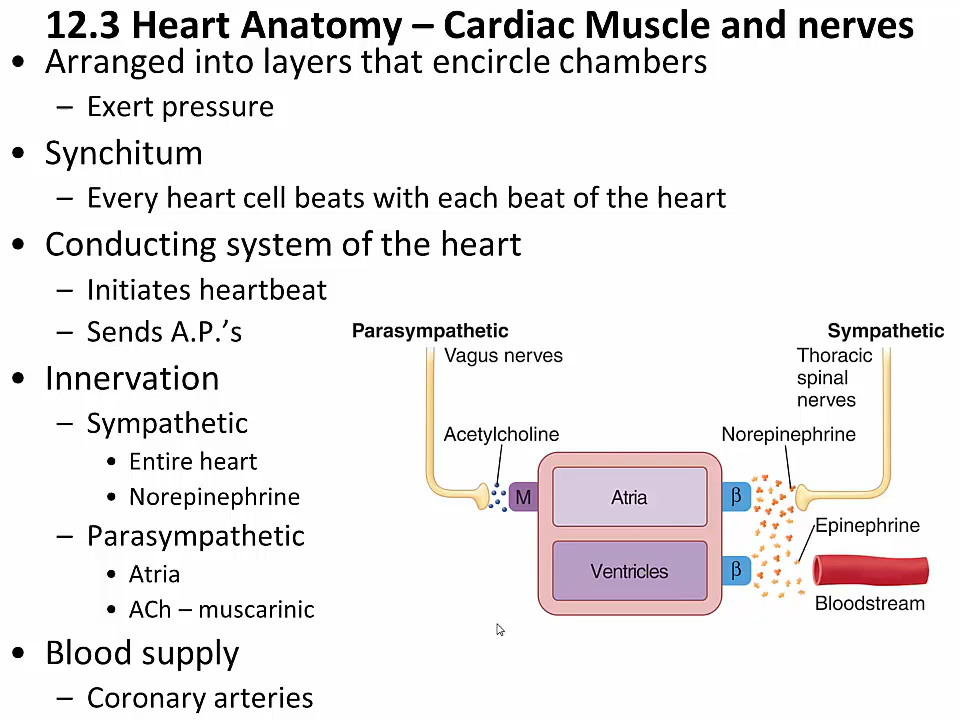 12.3 Heart Anatomy – Cardiac Muscle and nerves
• Arranged into layers that encircle chambers
– Exert pressure
• Synchitum
– Every heart cell beats with each beat of the heart
• Conducting system of the heart
– Initiates heartbeat
– Sends A.P.’s
• Innervation
– Sympathetic
• Entire heart
• Norepinephrine
– Parasympathetic
• Atria
• ACh – muscarinic
• Blood supply
– Coronary arteries
Parasympathetic
Vagus nerves
Acetylcholine
M
Atria
Ventricles
β
β
Sympathetic
Thoracic
spinal
nerves
Norepinephrine
Epinephrine
Bloodstream